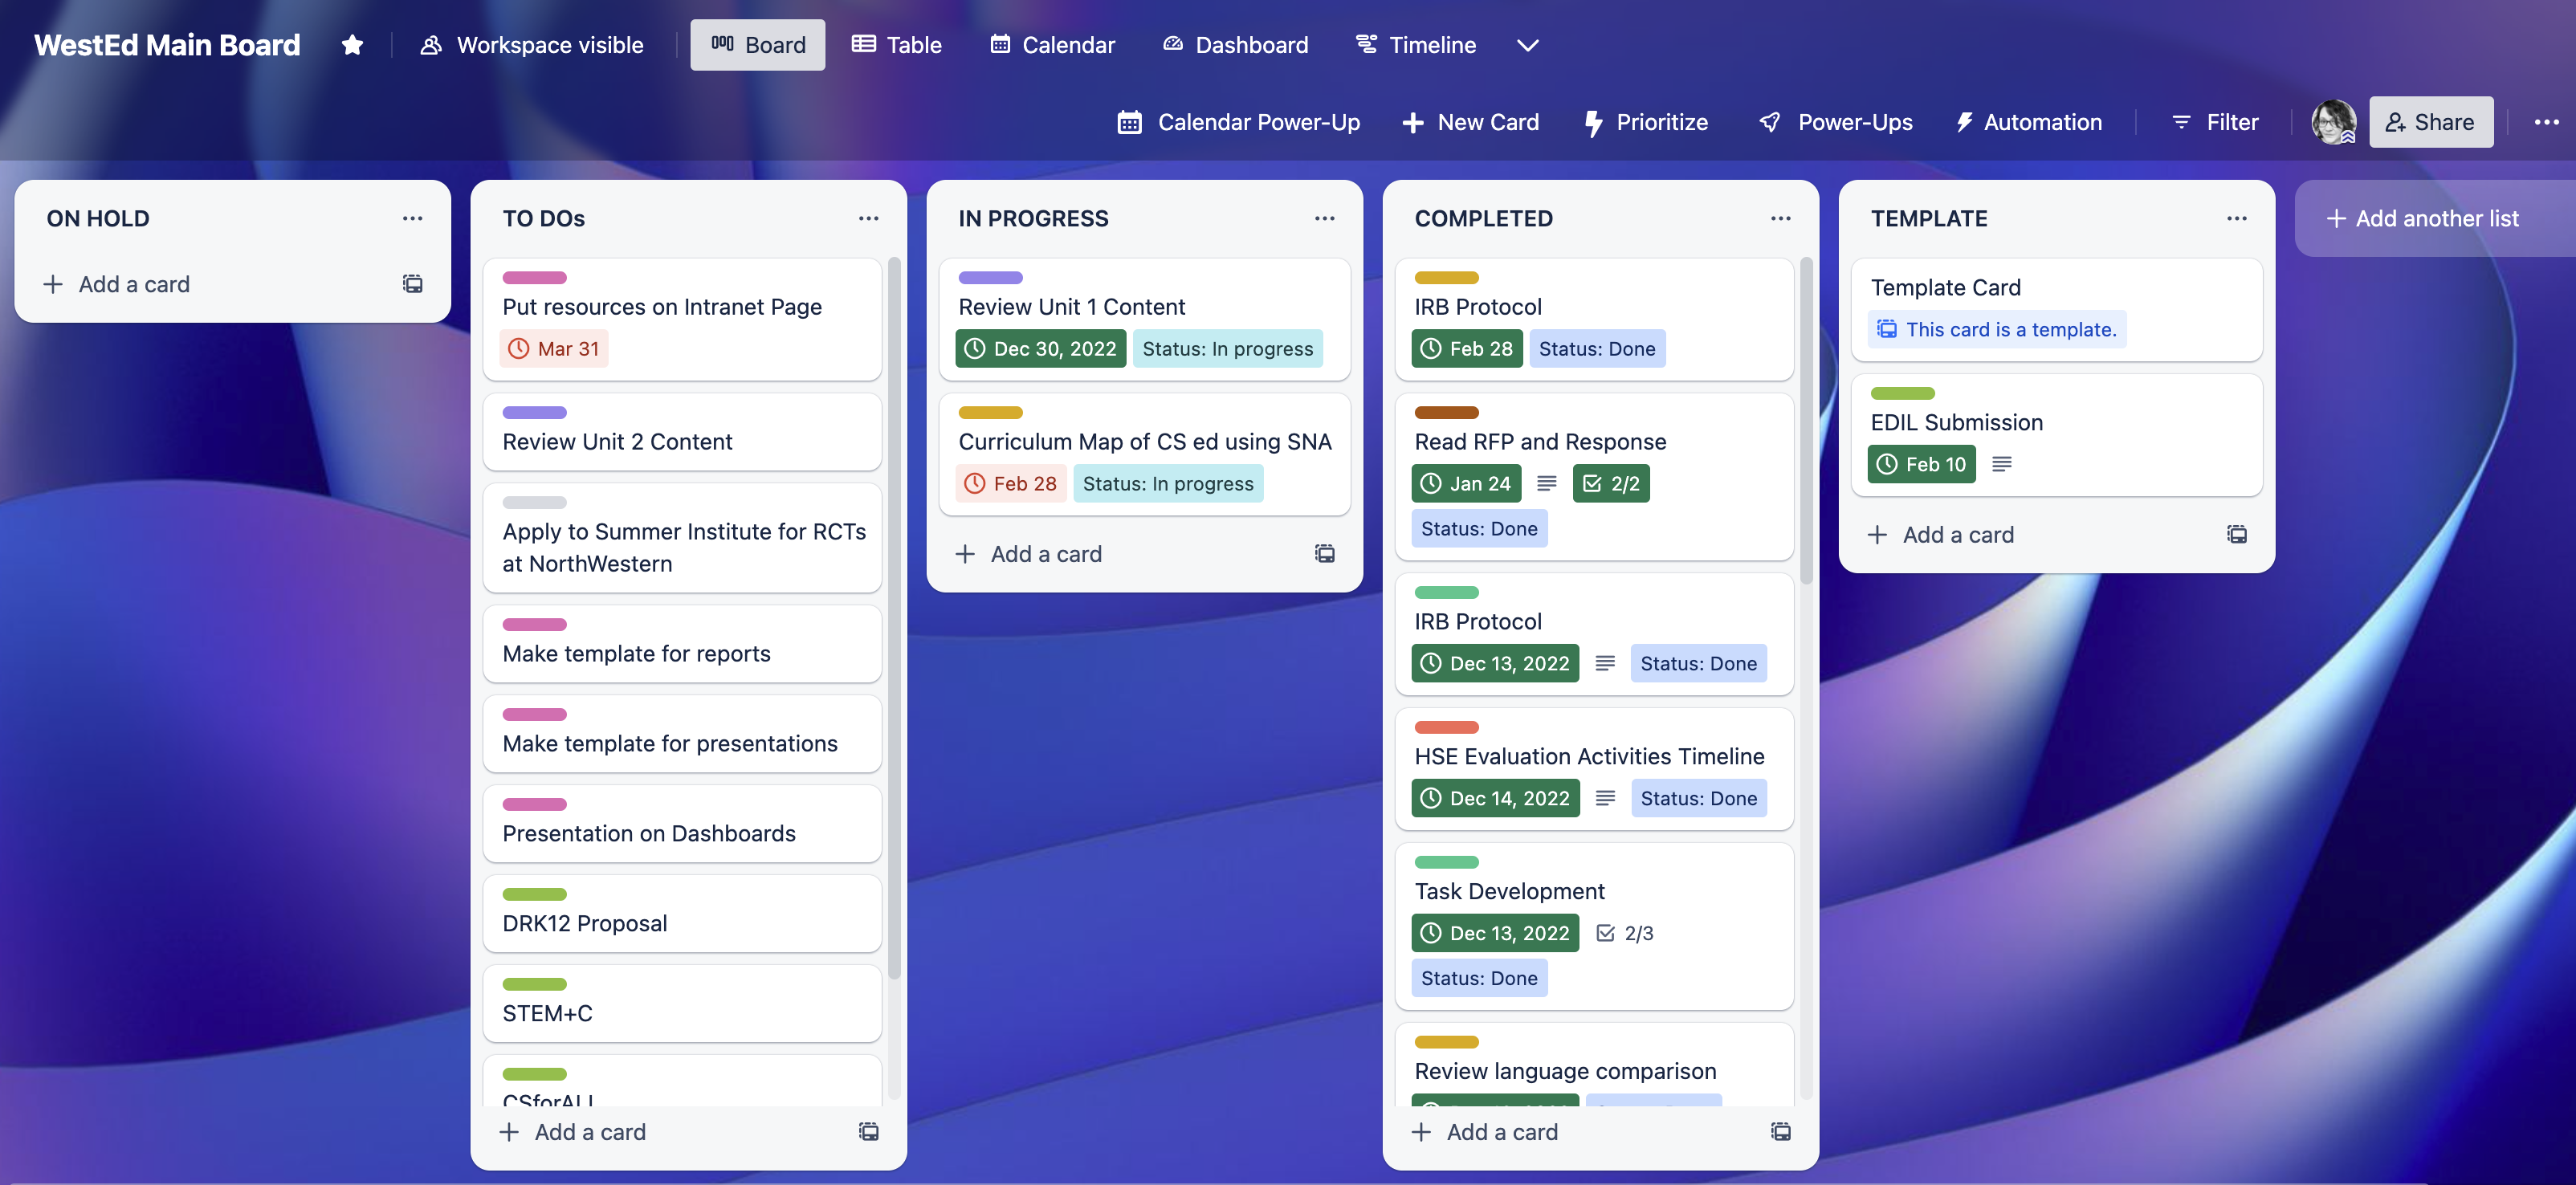 WestEd Main Board
Workspace visible
Board
Table
Calendar
Dashboard
Timeline
Calendar Power-Up
New Card
Prioritize
Power-Ups
Automation
Filter
Share
ON HOLD
Add a card
TO DOs
Put resources on Intranet Page
Mar 31
Review Unit 2 Content
Apply to Summer Institute for RCTs
at NorthWestern
Make template for reports
Make template for presentations
Presentation on Dashboards
DRK12 Proposal
STEM+C
CSforALL
Add a card
IN PROGRESS
Review Unit 1 Content
Dec 30, 2022 Status: In progress
Curriculum Map of CS ed using SNA
Feb 28 Status: In progress
Add a card
COMPLETED
IRB Protocol
Feb 28 Status: Done
Read RFP and Response
Jan 24 2/2
Status: Done
IRB Protocol
Dec 13, 2022 Status: Done
HSE Evaluation Activities Timeline
Dec 14, 2022 Status: Done
Task Development
Dec 13, 2022 2/3
Status: Done
Review language comparison
Add a card
TEMPLATE
Template Card
This card is a template.
EDIL Submission
Feb 10
Add a card
Add another list